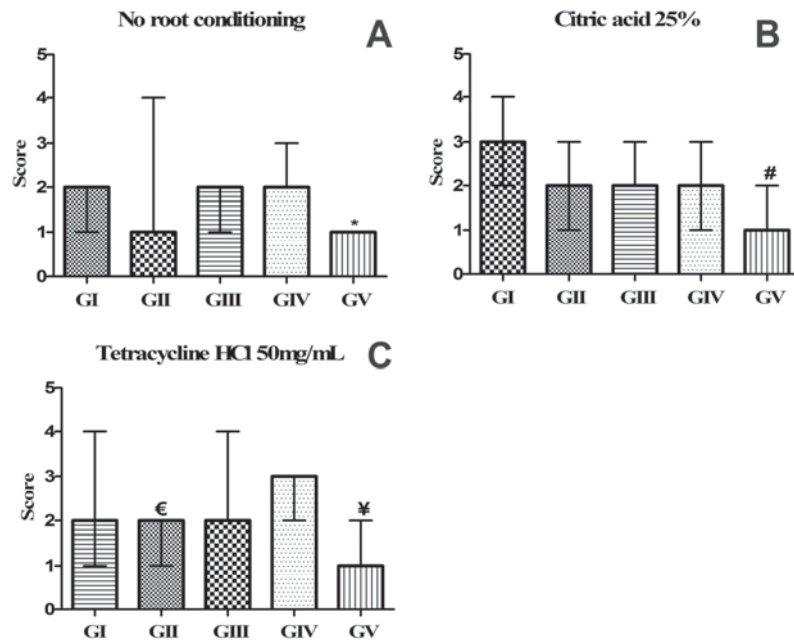 No root conditioning
A
5
4
3
2
1
0
Score
*
GI GII GIII GIV GV
Citric acid 25%
B
5
4
3
2
1
0
Score
#
GI GII GIII GIV GV
Tetracycline HCl 50mg/mL
C
5
4
3
2
1
0
Score
€ ¥
GI GII GIII GIV GV